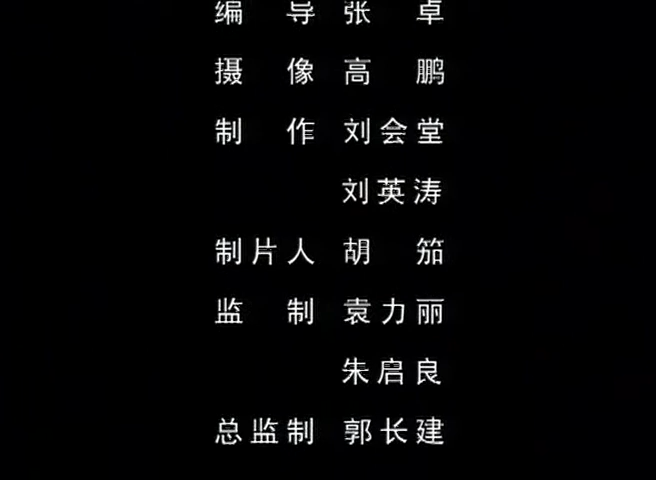 编 导 张 卓
摄 像 高 鹏
制 作 刘会堂
刘英涛
制片人 胡 笳
监 制 袁力丽
朱启良
总监制 郭长建